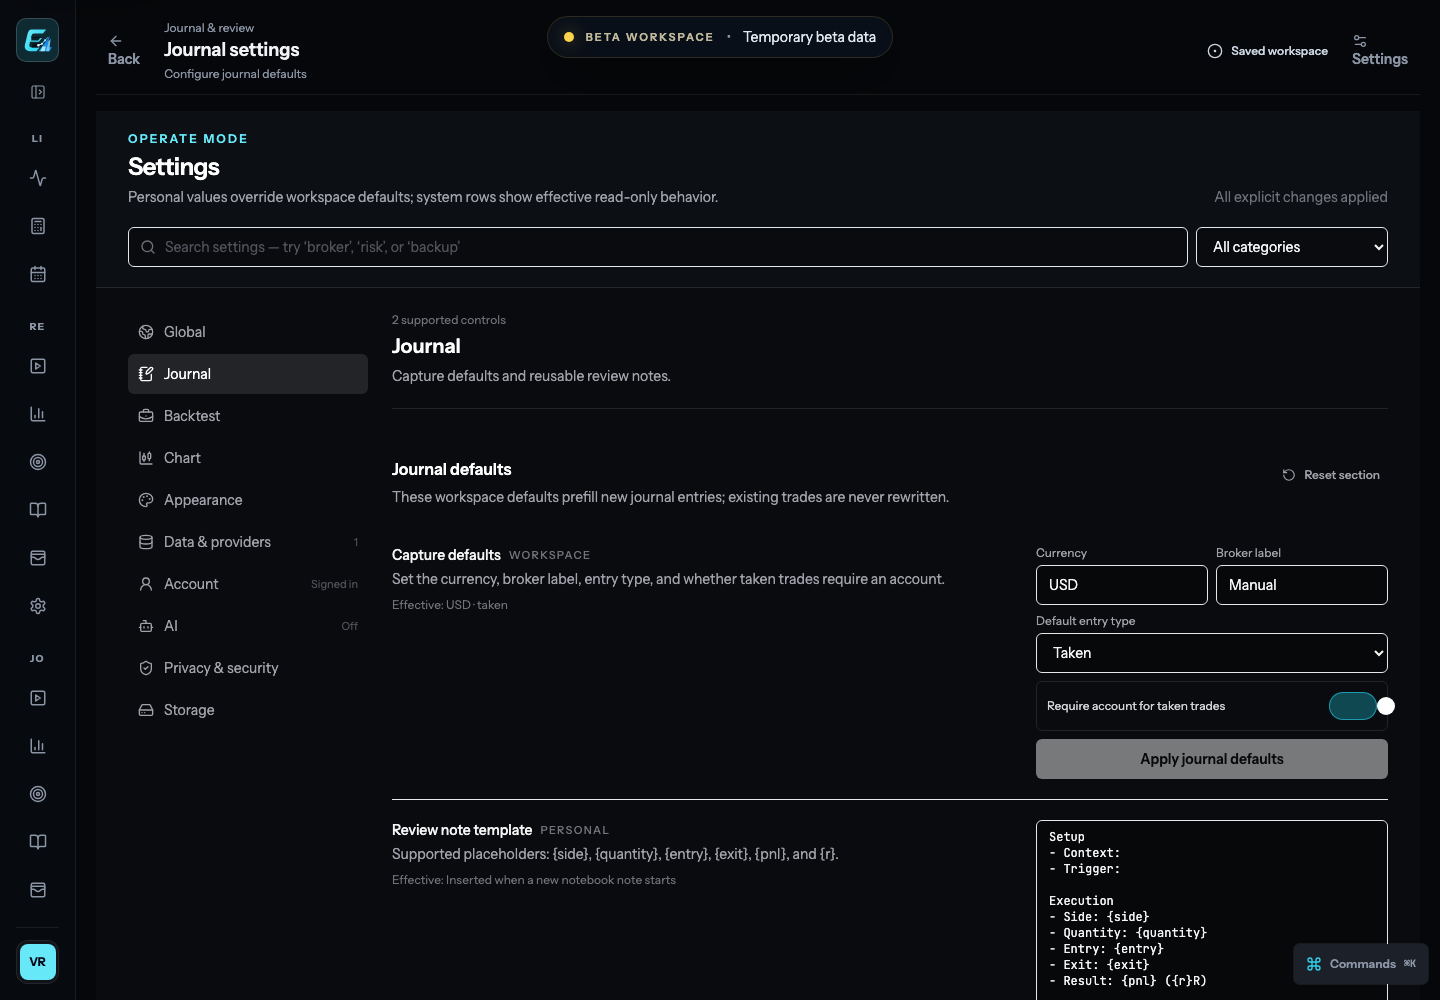 Back
Journal & review
Journal settings
Configure journal defaults
BETA WORKSPACE · Temporary beta data
Saved workspace
Settings
LI
RE
JO
VR
OPERATE MODE
Settings
Personal values override workspace defaults; system rows show effective read-only behavior.
All explicit changes applied
Search settings — try 'broker', 'risk', or 'backup'
All categories
Global
Journal
Backtest
Chart
Appearance
Data & providers 1
Account Signed in
AI Off
Privacy & security
Storage
2 supported controls
Journal
Capture defaults and reusable review notes.
Journal defaults
Reset section
These workspace defaults prefill new journal entries; existing trades are never rewritten.
Capture defaults WORKSPACE
Set the currency, broker label, entry type, and whether taken trades require an account.
Effective: USD · taken
Currency
Broker label
USD
Manual
Default entry type
Taken
Require account for taken trades
Apply journal defaults
Review note template PERSONAL
Supported placeholders: {side}, {quantity}, {entry}, {exit}, {pnl}, and {r}.
Effective: Inserted when a new notebook note starts
Setup
- Context:
- Trigger:
Execution
- Side: {side}
- Quantity: {quantity}
- Entry: {entry}
- Exit: {exit}
- Result: {pnl} ({r}R)
Commands ⌘K